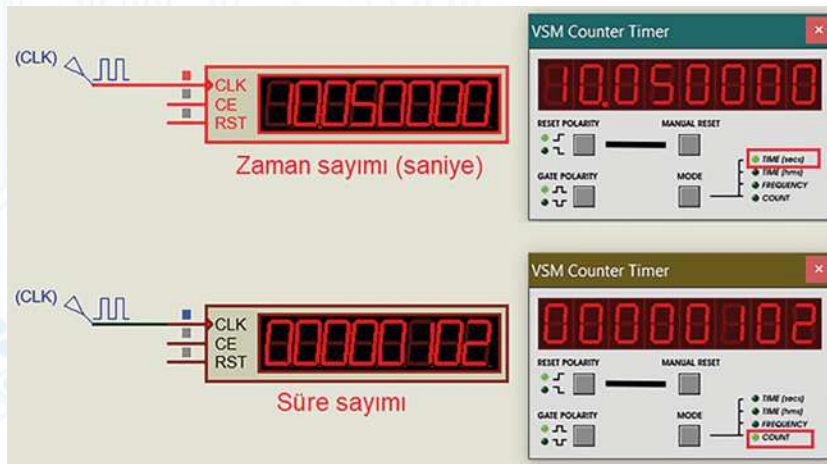 (CLK)
CLK
CE
RST
10.050000
Zaman sayımı (saniye)
VSM Counter Timer
10.050000
RESET POLARITY
MANUAL RESET
GATE POLARITY
MODE
TIME (secs)
TIME (hms)
FREQUENCY
COUNT
(CLK)
CLK
CE
RST
00000102
Süre sayımı
VSM Counter Timer
00000102
RESET POLARITY
MANUAL RESET
GATE POLARITY
MODE
TIME (secs)
TIME (hms)
FREQUENCY
COUNT